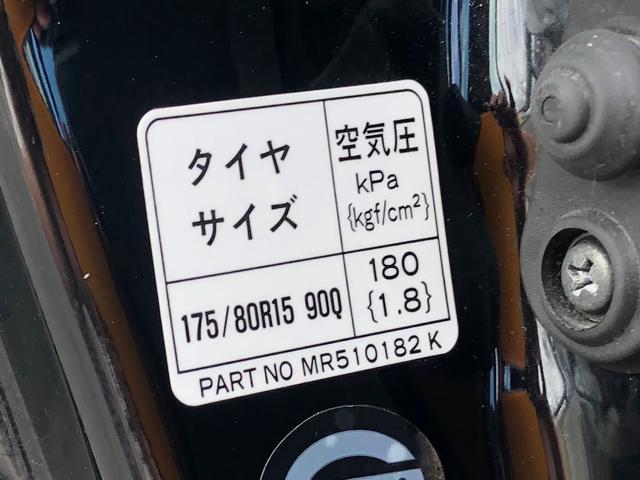 タイヤ
サイズ
空気圧
kPa
{kgf/cm²}
175/80R15 90Q
180
{1.8}
PART NO MR510182 K